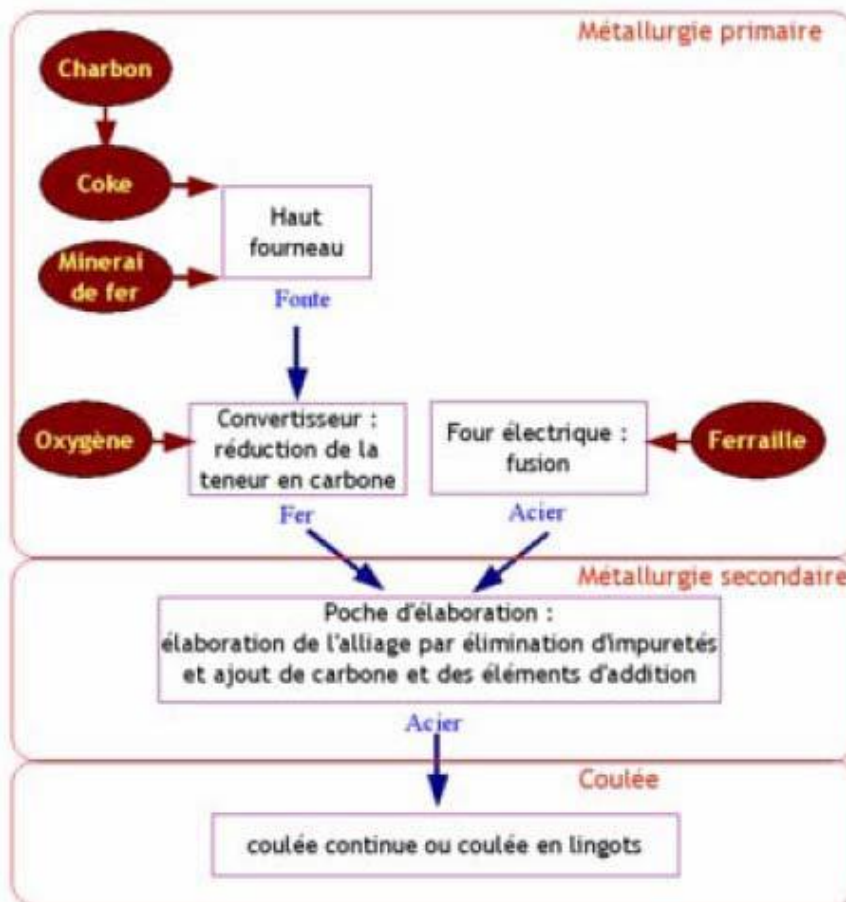 Métallurgie primaire
Charbon
Coke
Haut
fourneau
Minerai
de fer
Fonte
Oxygène
Convertisseur :
réduction de la
teneur en carbone
Four électrique :
fusion
Ferraille
Fer
Acier
Métallurgie secondaire
Poche d'élaboration :
élaboration de l'alliage par élimination d'impuretés
et ajout de carbone et des éléments d'addition
Acier
Coulée
coulée continue ou coulée en lingots